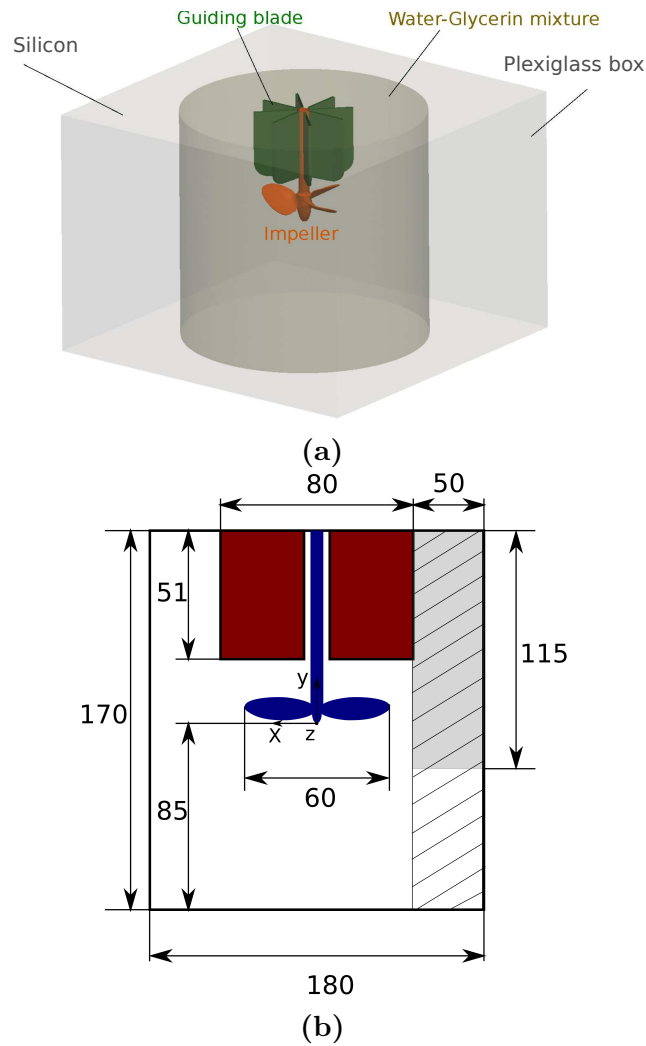 Guiding blade
Water-Glycerin mixture
Silicon
Plexiglass box
Impeller
(a)
80
50
51
115
y
170
X
z
60
85
180
(b)